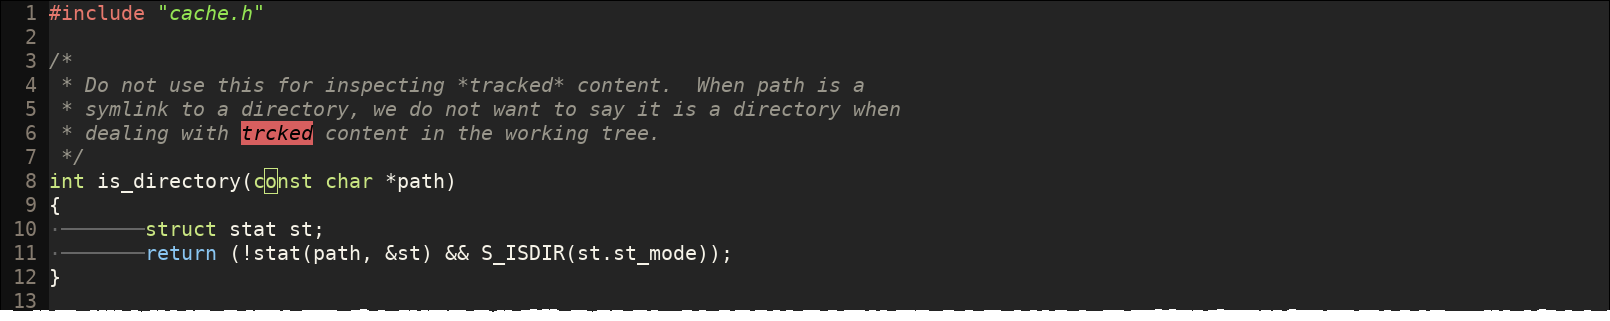 1 #include "cache.h"
2
3 /*
4  * Do not use this for inspecting *tracked* content.  When path is a
5  * symlink to a directory, we do not want to say it is a directory when
6  * dealing with trcked content in the working tree.
7  */
8 int is_directory(const char *path)
9 {
10         struct stat st;
11         return (!stat(path, &st) && S_ISDIR(st.st_mode));
12 }
13